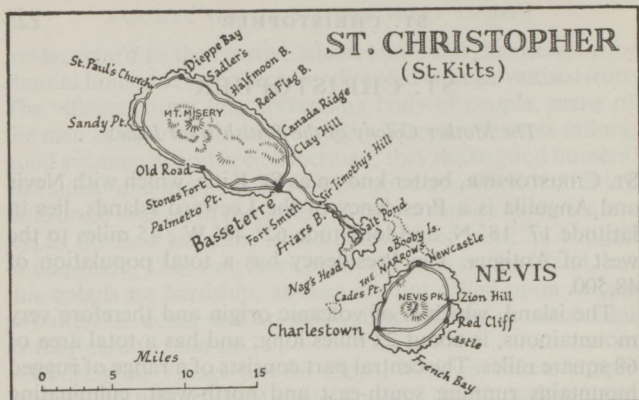 ST. CHRISTOPHER
(St Kitts)
Dieppe Bay
Sadler's
Halfmoon B.
Red Flag B.
Canada Ridge
Clay Hill
St. Paul's Church
MT. MISERY
Sandy Pt.
Old Road
Stones Fort
Palmetto Pt.
Basseterre
Fort Smith
Friars B.
Timothy's Hill
Salt Pond
Booby Is.
THE NARROWS
Nag's Head
Newcastle
NEVIS
Cades Pt.
NEVIS PK.
Zion Hill
Red Cliff
Castle
Charlestown
French Bay
Miles
0 5 10 15